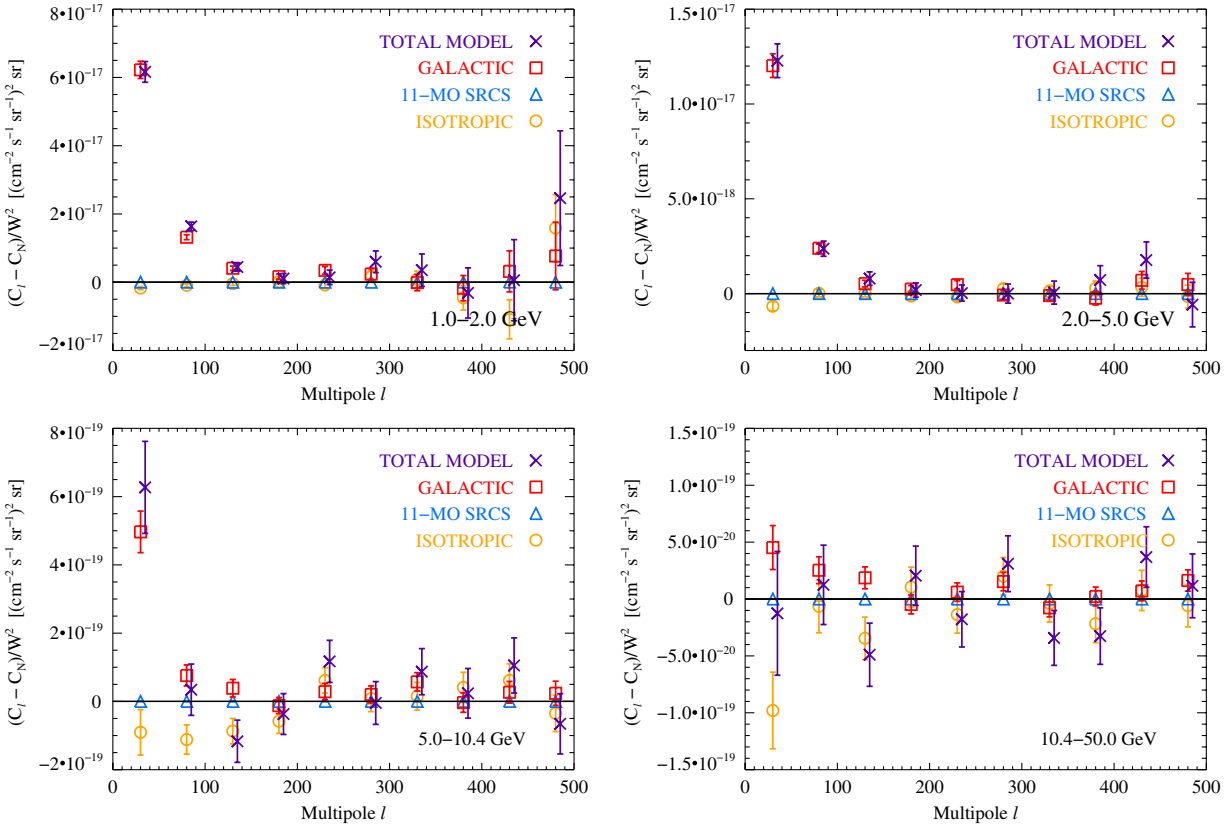 8•10⁻¹⁷
6•10⁻¹⁷
4•10⁻¹⁷
2•10⁻¹⁷
0
−2•10⁻¹⁷
(C_l − C_N)/W² [(cm⁻² s⁻¹ sr⁻¹)² sr]
TOTAL MODEL
GALACTIC
11−MO SRCS
ISOTROPIC
1.0−2.0 GeV
0 100 200 300 400 500
Multipole l
1.5•10⁻¹⁷
1.0•10⁻¹⁷
5.0•10⁻¹⁸
0
(C_l − C_N)/W² [(cm⁻² s⁻¹ sr⁻¹)² sr]
TOTAL MODEL
GALACTIC
11−MO SRCS
ISOTROPIC
2.0−5.0 GeV
0 100 200 300 400 500
Multipole l
8•10⁻¹⁹
6•10⁻¹⁹
4•10⁻¹⁹
2•10⁻¹⁹
0
−2•10⁻¹⁹
(C_l − C_N)/W² [(cm⁻² s⁻¹ sr⁻¹)² sr]
TOTAL MODEL
GALACTIC
11−MO SRCS
ISOTROPIC
5.0−10.4 GeV
0 100 200 300 400 500
Multipole l
1.5•10⁻¹⁹
1.0•10⁻¹⁹
5.0•10⁻²⁰
0
−5.0•10⁻²⁰
−1.0•10⁻¹⁹
−1.5•10⁻¹⁹
(C_l − C_N)/W² [(cm⁻² s⁻¹ sr⁻¹)² sr]
TOTAL MODEL
GALACTIC
11−MO SRCS
ISOTROPIC
10.4−50.0 GeV
0 100 200 300 400 500
Multipole l